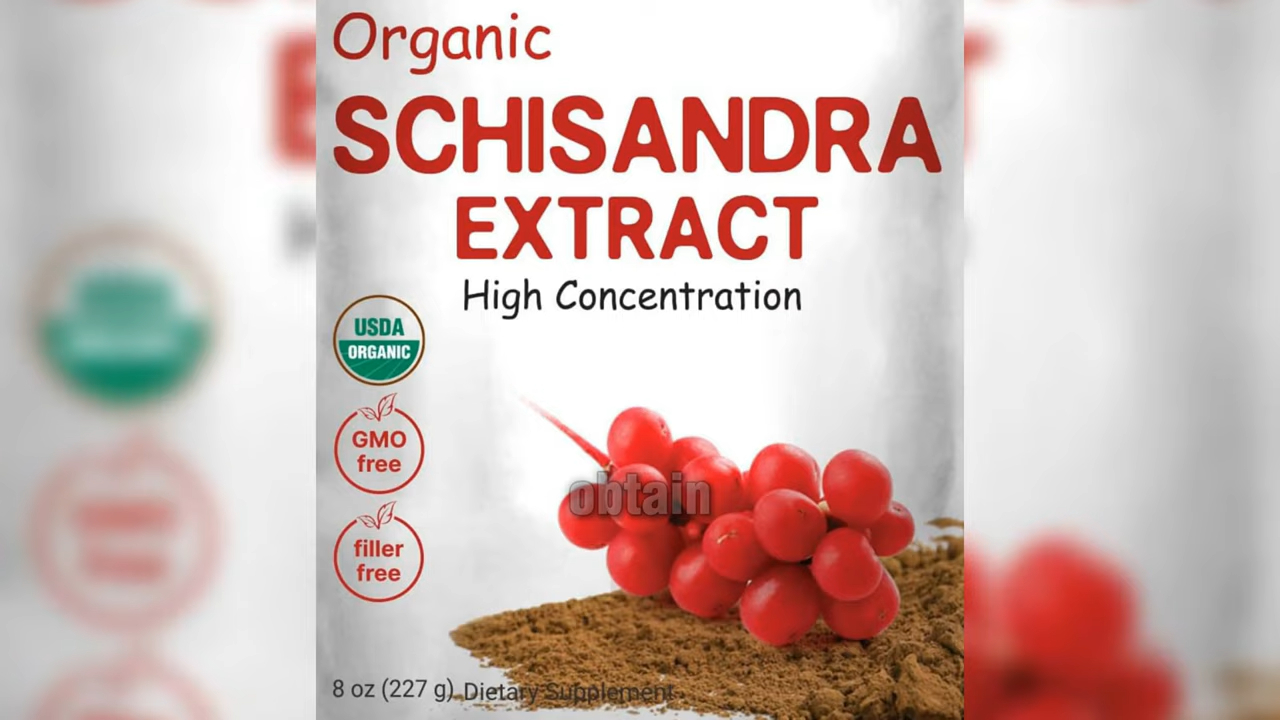 Organic
SCHISANDRA
EXTRACT
High Concentration
USDA
ORGANIC
GMO
free
filler
free
obtain
8 oz (227 g) Dietary Supplement